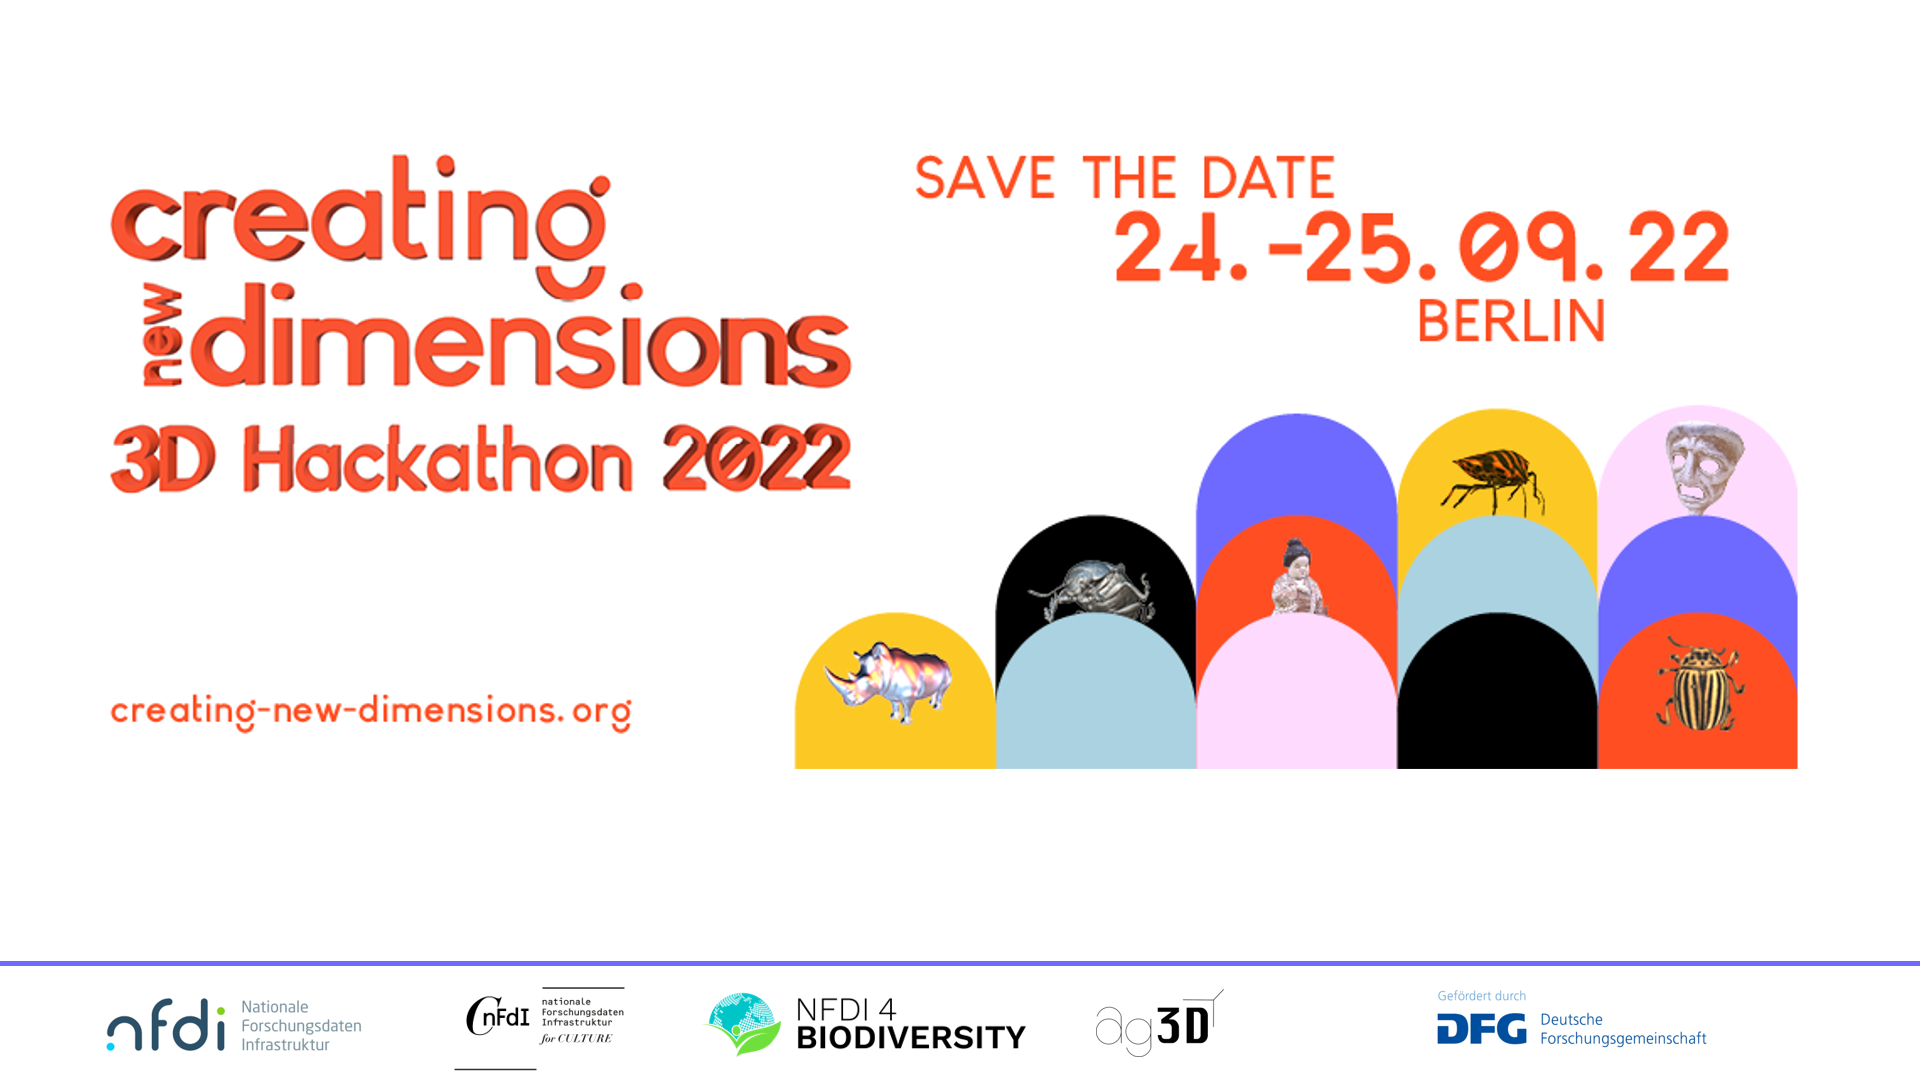 creating
new dimensions
3D Hackathon 2022
creating-new-dimensions.org
SAVE THE DATE
24.-25.09.22
BERLIN
nfdi
Nationale
Forschungsdaten
Infrastruktur
nFdI
nationale
Forschungsdaten
Infrastruktur
for CULTURE
NFDI 4
BIODIVERSITY
ag3D
Gefördert durch
DFG
Deutsche
Forschungsgemeinschaft